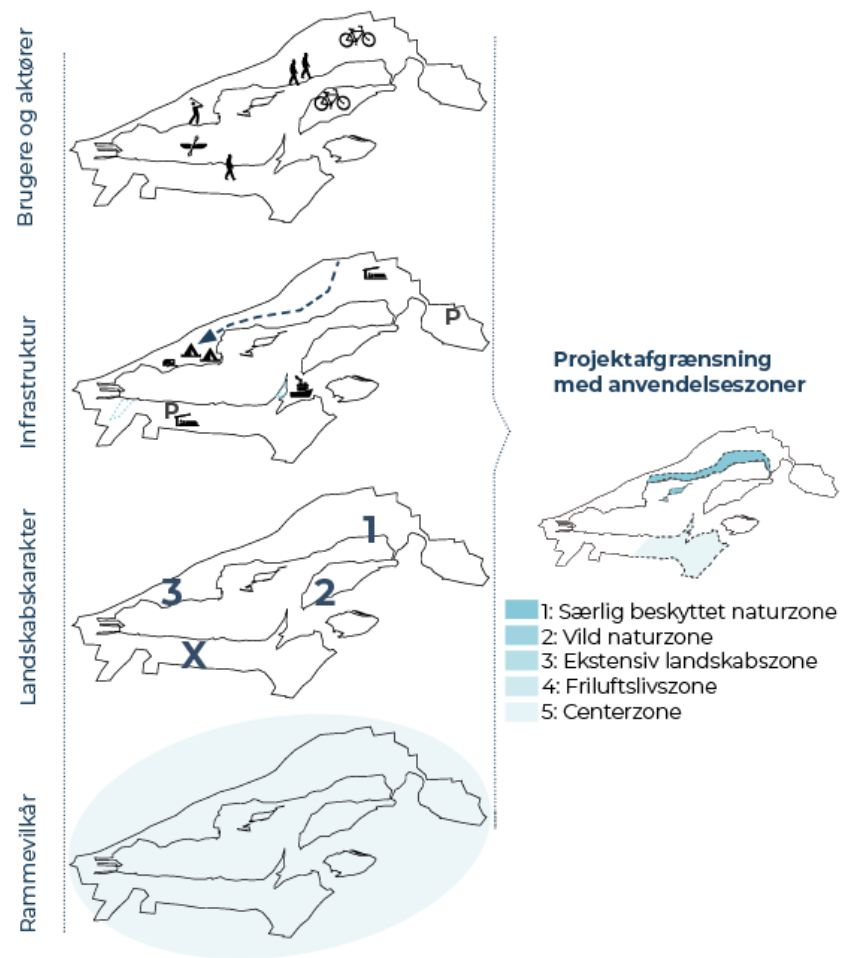 Brugere og aktører
Infrastruktur
P
P
Landskabskarakter
1
2
3
X
Rammevilkår
Projektafgrænsning
med anvendelseszoner
1: Særlig beskyttet naturzone
2: Vild naturzone
3: Ekstensiv landskabszone
4: Friluftslivszone
5: Centerzone